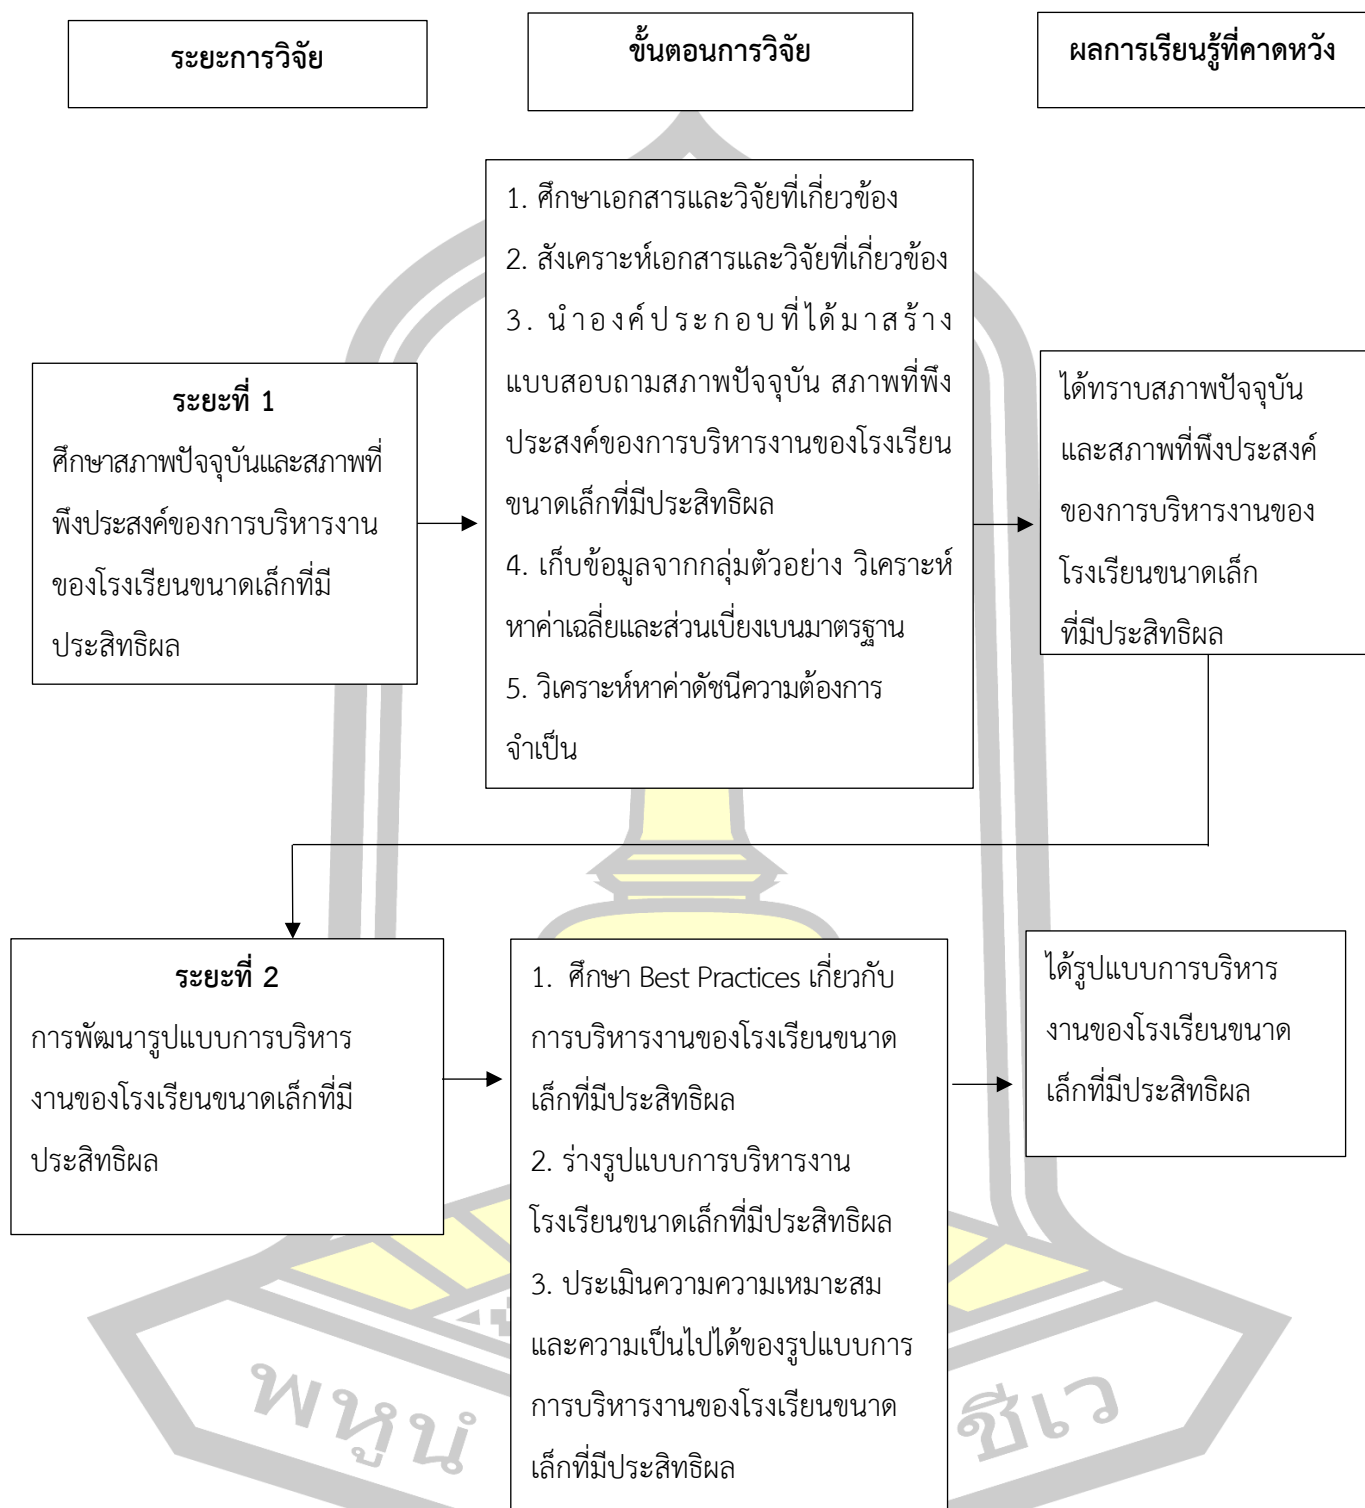 ระยะการวิจัย
ขั้นตอนการวิจัย
ผลการเรียนรู้ที่คาดหวัง
ระยะที่ 1
ศึกษาสภาพปัจจุบันและสภาพที่
พึงประสงค์ของการบริหารงาน
ของโรงเรียนขนาดเล็กที่มี
ประสิทธิผล
1. ศึกษาเอกสารและวิจัยที่เกี่ยวข้อง
2. สังเคราะห์เอกสารและวิจัยที่เกี่ยวข้อง
3. นำองค์ประกอบที่ได้มาสร้าง
แบบสอบถามสภาพปัจจุบัน สภาพที่พึง
ประสงค์ของการบริหารงานของโรงเรียน
ขนาดเล็กที่มีประสิทธิผล
4. เก็บข้อมูลจากกลุ่มตัวอย่าง วิเคราะห์
หาค่าเฉลี่ยและส่วนเบี่ยงเบนมาตรฐาน
5. วิเคราะห์หาค่าดัชนีความต้องการ
จำเป็น
ได้ทราบสภาพปัจจุบัน
และสภาพที่พึงประสงค์
ของการบริหารงานของ
โรงเรียนขนาดเล็ก
ที่มีประสิทธิผล
ระยะที่ 2
การพัฒนารูปแบบการบริหาร
งานของโรงเรียนขนาดเล็กที่มี
ประสิทธิผล
1. ศึกษา Best Practices เกี่ยวกับ
การบริหารงานของโรงเรียนขนาด
เล็กที่มีประสิทธิผล
2. ร่างรูปแบบการบริหารงาน
โรงเรียนขนาดเล็กที่มีประสิทธิผล
3. ประเมินความความเหมาะสม
และความเป็นไปได้ของรูปแบบการ
การบริหารงานของโรงเรียนขนาด
เล็กที่มีประสิทธิผล
ได้รูปแบบการบริหาร
งานของโรงเรียนขนาด
เล็กที่มีประสิทธิผล
พหูนํ
ชีเว